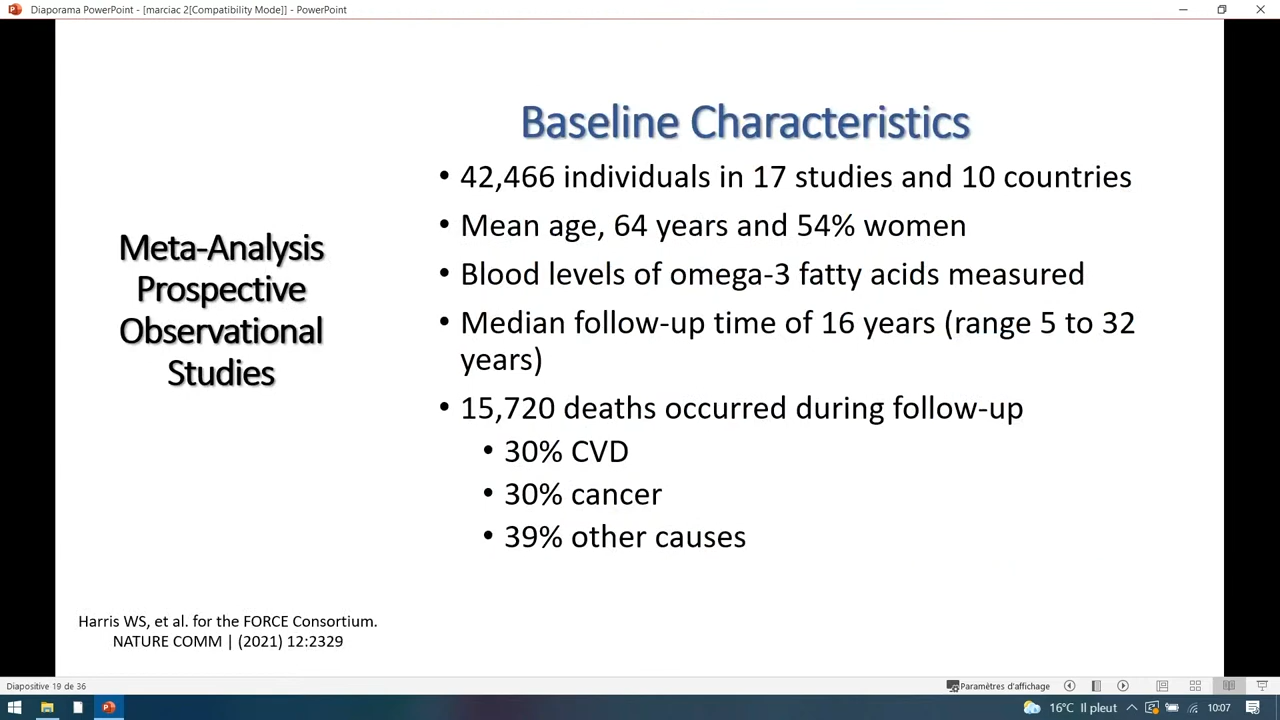 Diaporama PowerPoint - [marciac 2[Compatibility Mode]] - PowerPoint
Baseline Characteristics
• 42,466 individuals in 17 studies and 10 countries
• Mean age, 64 years and 54% women
• Blood levels of omega-3 fatty acids measured
• Median follow-up time of 16 years (range 5 to 32
years)
• 15,720 deaths occurred during follow-up
• 30% CVD
• 30% cancer
• 39% other causes
Meta-Analysis
Prospective
Observational
Studies
Harris WS, et al. for the FORCE Consortium.
NATURE COMM | (2021) 12:2329
Diapositive 19 de 36
Paramètres d'affichage
16°C Il pleut
10:07